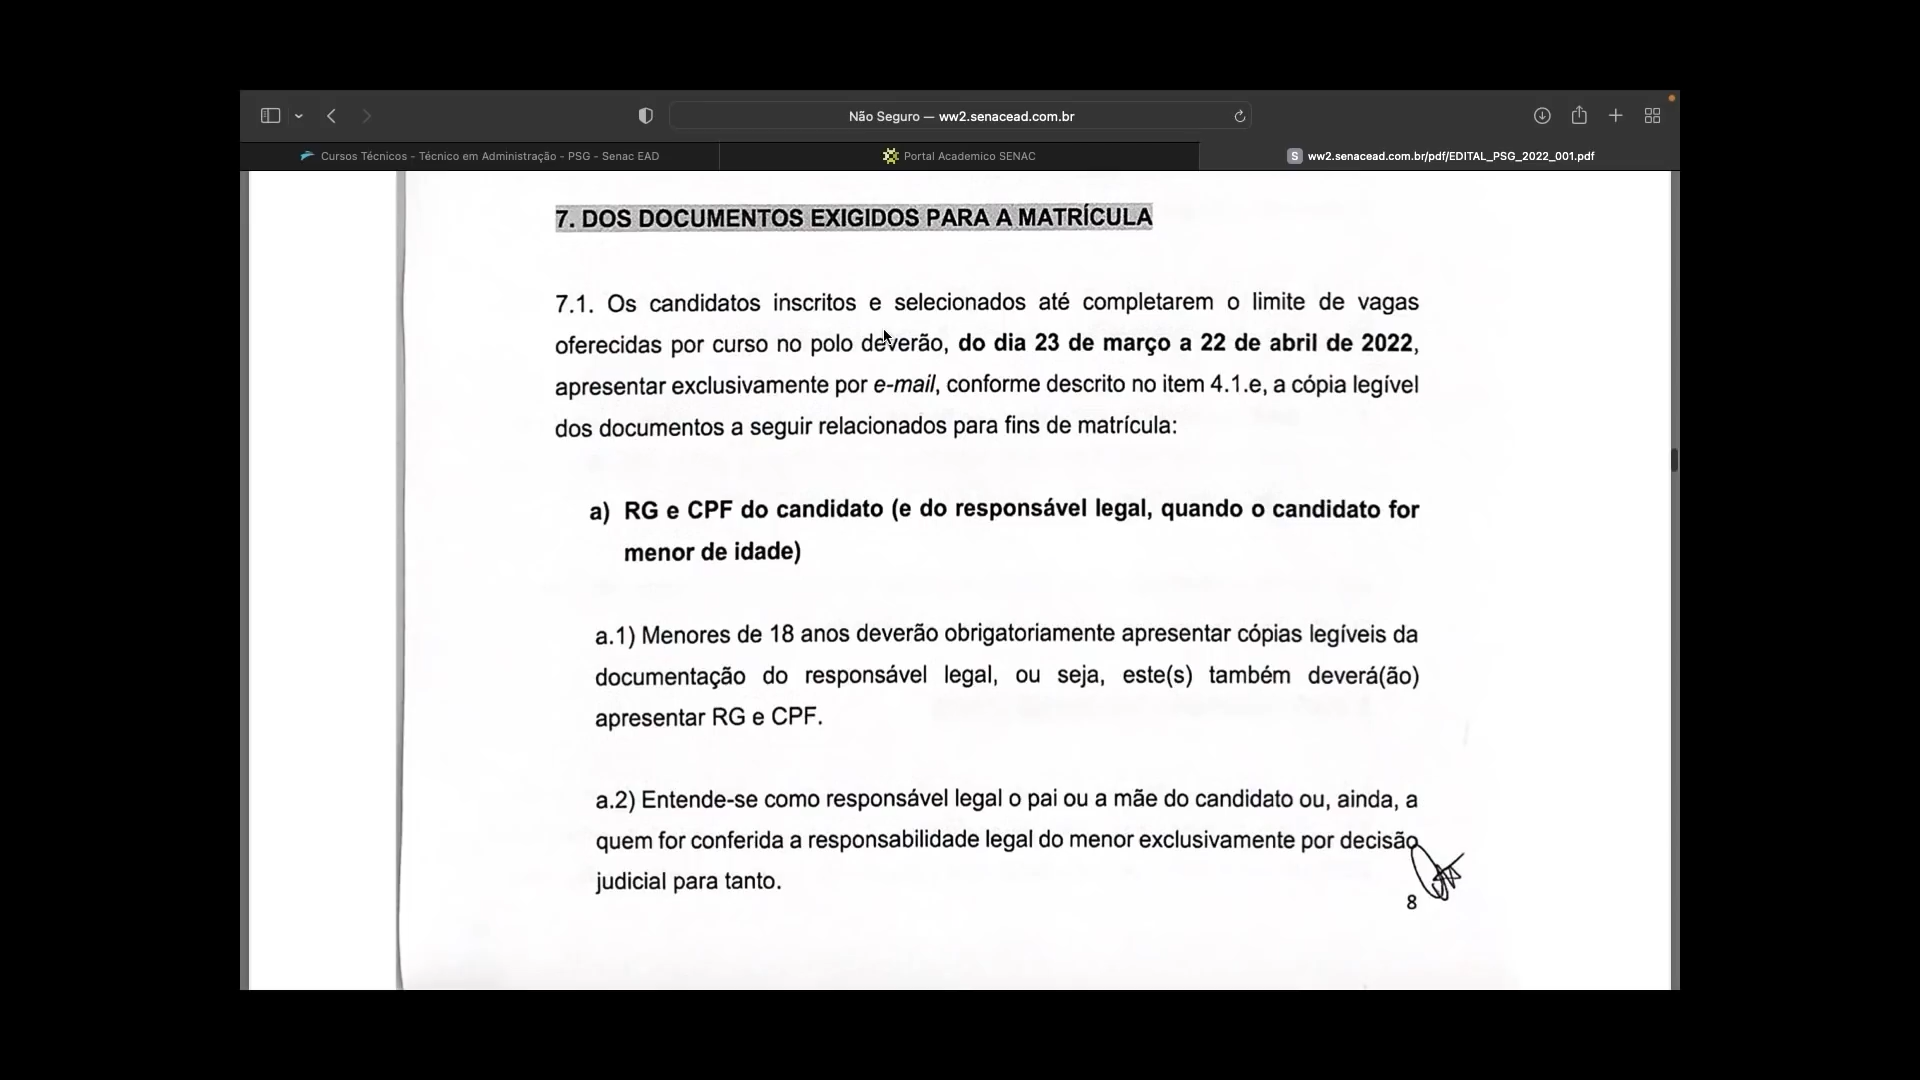 Não Seguro — ww2.senacead.com.br
Cursos Técnicos - Técnico em Administração - PSG - Senac EAD
Portal Academico SENAC
S ww2.senacead.com.br/pdf/EDITAL_PSG_2022_001.pdf
7. DOS DOCUMENTOS EXIGIDOS PARA A MATRÍCULA
7.1. Os candidatos inscritos e selecionados até completarem o limite de vagas
oferecidas por curso no polo deverão, do dia 23 de março a 22 de abril de 2022,
apresentar exclusivamente por e-mail, conforme descrito no item 4.1.e, a cópia legível
dos documentos a seguir relacionados para fins de matrícula:
a) RG e CPF do candidato (e do responsável legal, quando o candidato for
menor de idade)
a.1) Menores de 18 anos deverão obrigatoriamente apresentar cópias legíveis da
documentação do responsável legal, ou seja, este(s) também deverá(ão)
apresentar RG e CPF.
a.2) Entende-se como responsável legal o pai ou a mãe do candidato ou, ainda, a
quem for conferida a responsabilidade legal do menor exclusivamente por decisão
judicial para tanto.
8